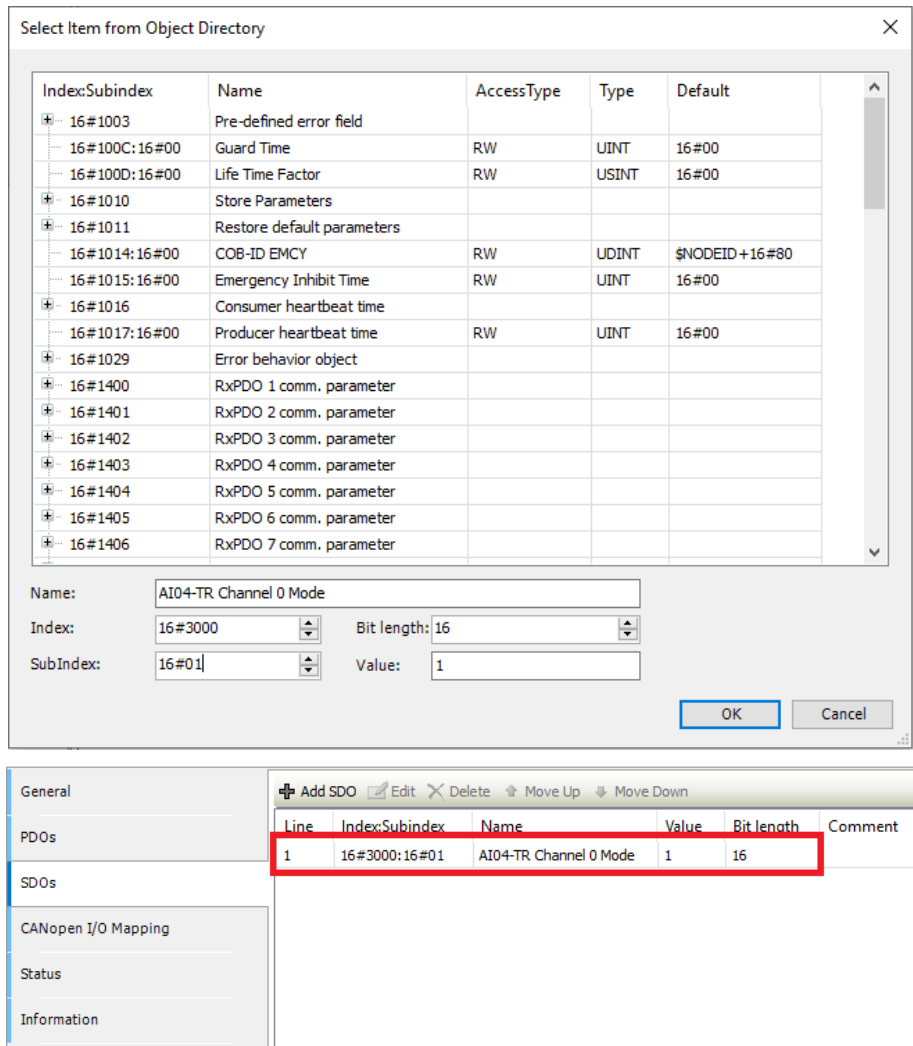 Select Item from Object Directory
Index:Subindex Name AccessType Type Default
16#1003 Pre-defined error field
16#100C:16#00 Guard Time RW UINT 16#00
16#100D:16#00 Life Time Factor RW USINT 16#00
16#1010 Store Parameters
16#1011 Restore default parameters
16#1014:16#00 COB-ID EMCY RW UDINT $NODEID+16#80
16#1015:16#00 Emergency Inhibit Time RW UINT 16#00
16#1016 Consumer heartbeat time
16#1017:16#00 Producer heartbeat time RW UINT 16#00
16#1029 Error behavior object
16#1400 RxPDO 1 comm. parameter
16#1401 RxPDO 2 comm. parameter
16#1402 RxPDO 3 comm. parameter
16#1403 RxPDO 4 comm. parameter
16#1404 RxPDO 5 comm. parameter
16#1405 RxPDO 6 comm. parameter
16#1406 RxPDO 7 comm. parameter
Name: AI04-TR Channel 0 Mode
Index: 16#3000 Bit length: 16
SubIndex: 16#01 Value: 1
OK Cancel
General
PDOs
SDOs
CANopen I/O Mapping
Status
Information
Add SDO Edit Delete Move Up Move Down
Line Index:Subindex Name Value Bit length Comment
1 16#3000:16#01 AI04-TR Channel 0 Mode 1 16